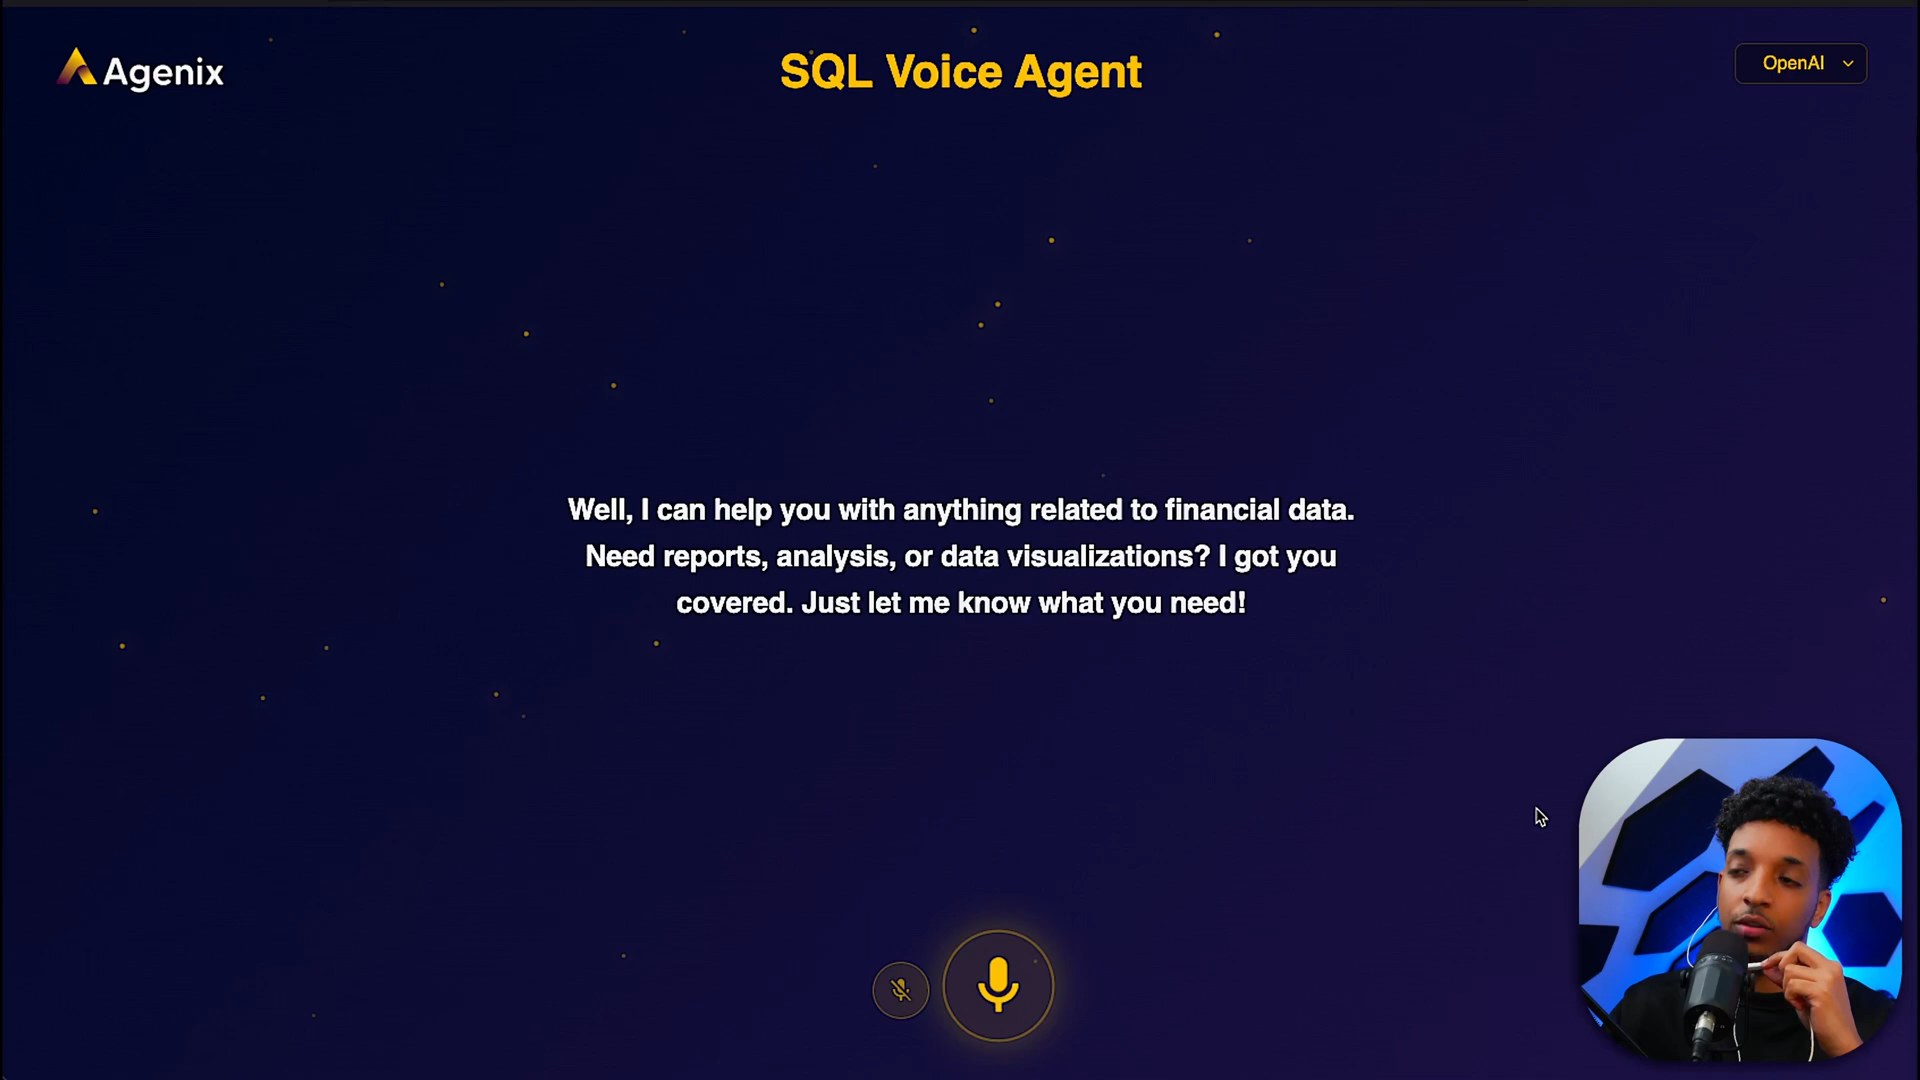 Agenix
SQL Voice Agent
OpenAI
Well, I can help you with anything related to financial data.
Need reports, analysis, or data visualizations? I got you
covered. Just let me know what you need!